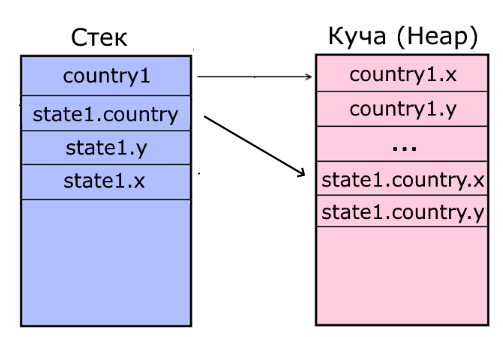 Стек
country1
state1.country
state1.y
state1.x
Куча (Heap)
country1.x
country1.y
...
state1.country.x
state1.country.y